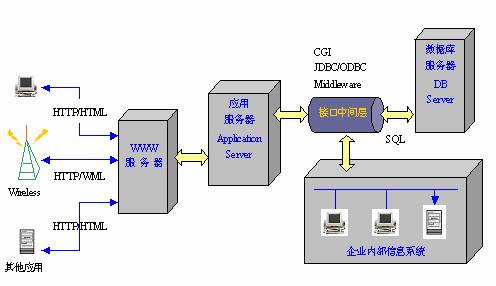 HTTP/HTML
Wireless
HTTP/WML
HTTP/HTML
其他应用
WWW
服务器
应用
服务器
Application
Server
CGI
JDBC/ODBC
Middleware
接口中间层
SQL
数据库
服务器
DB
Server
企业内部信息系统